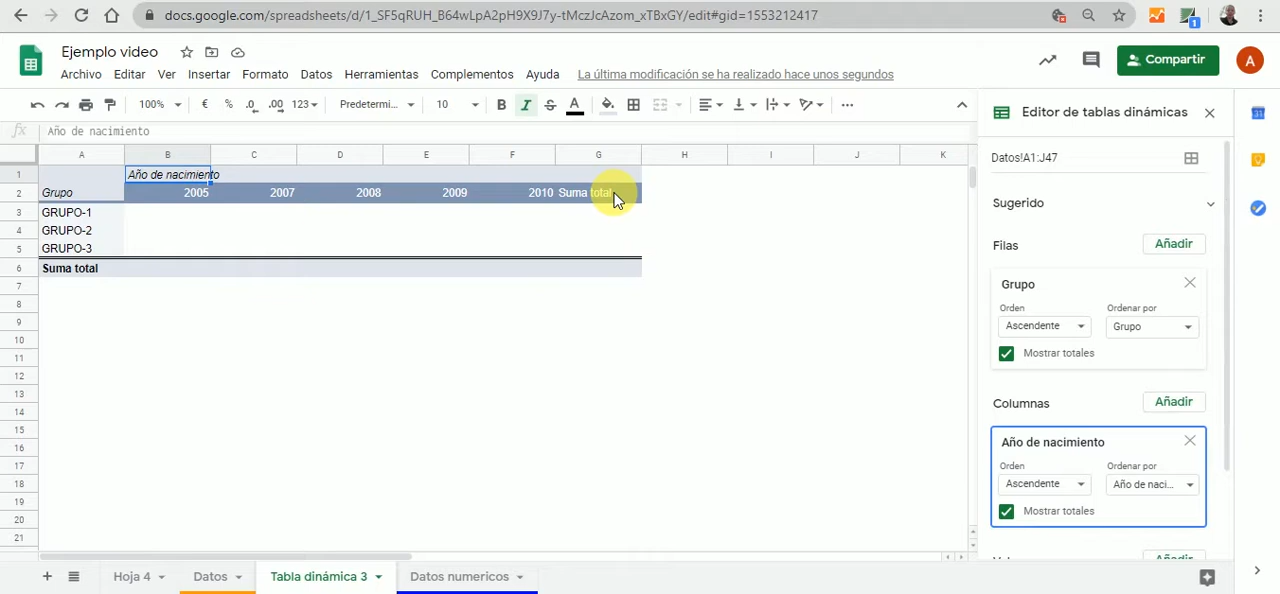 docs.google.com/spreadsheets/d/1_SF5qRUH_B64wLpA2pH9X9J7y-tMczJcAzom_xTBxGY/edit#gid=1553212417
1
Ejemplo video
Archivo Editar Ver Insertar Formato Datos Herramientas Complementos Ayuda La última modificación se ha realizado hace unos segundos
Compartir
A
100% € % .0 .00 123 Predetermi... 10 B I S A ...
fx Año de nacimiento
Editor de tablas dinámicas
31
A B C D E F G H I J K
Datos!A1:J47
1 Año de nacimiento
2 Grupo 2005 2007 2008 2009 2010 Suma total
3 GRUPO-1
4 GRUPO-2
5 GRUPO-3
6 Suma total
7
8
9
10
11
12
13
14
15
16
17
18
19
20
21
Sugerido
Filas Añadir
Grupo
Orden Ordenar por
Ascendente Grupo
Mostrar totales
Columnas Añadir
Año de nacimiento
Orden Ordenar por
Ascendente Año de naci...
Mostrar totales
Añadir
Hoja 4 Datos Tabla dinámica 3 Datos numericos